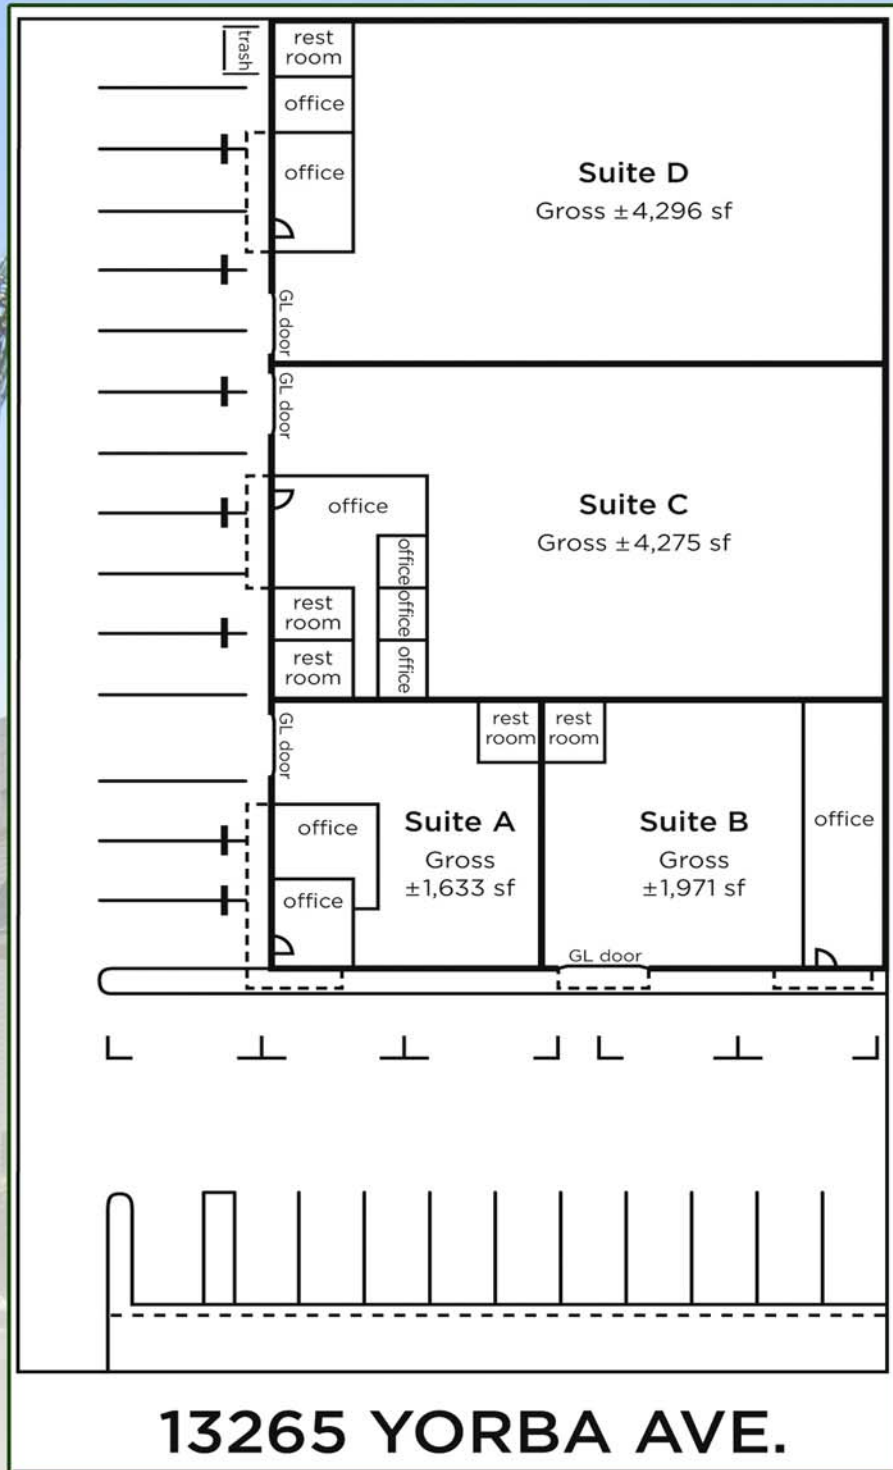 trash
rest
room
office
office
Suite D
Gross ±4,296 sf
GL door
GL door
office
Suite C
Gross ±4,275 sf
office
office
office
rest
room
rest
room
GL door
rest
room
rest
room
office
Suite A
Gross
±1,633 sf
office
Suite B
Gross
±1,971 sf
office
GL door
13265 YORBA AVE.